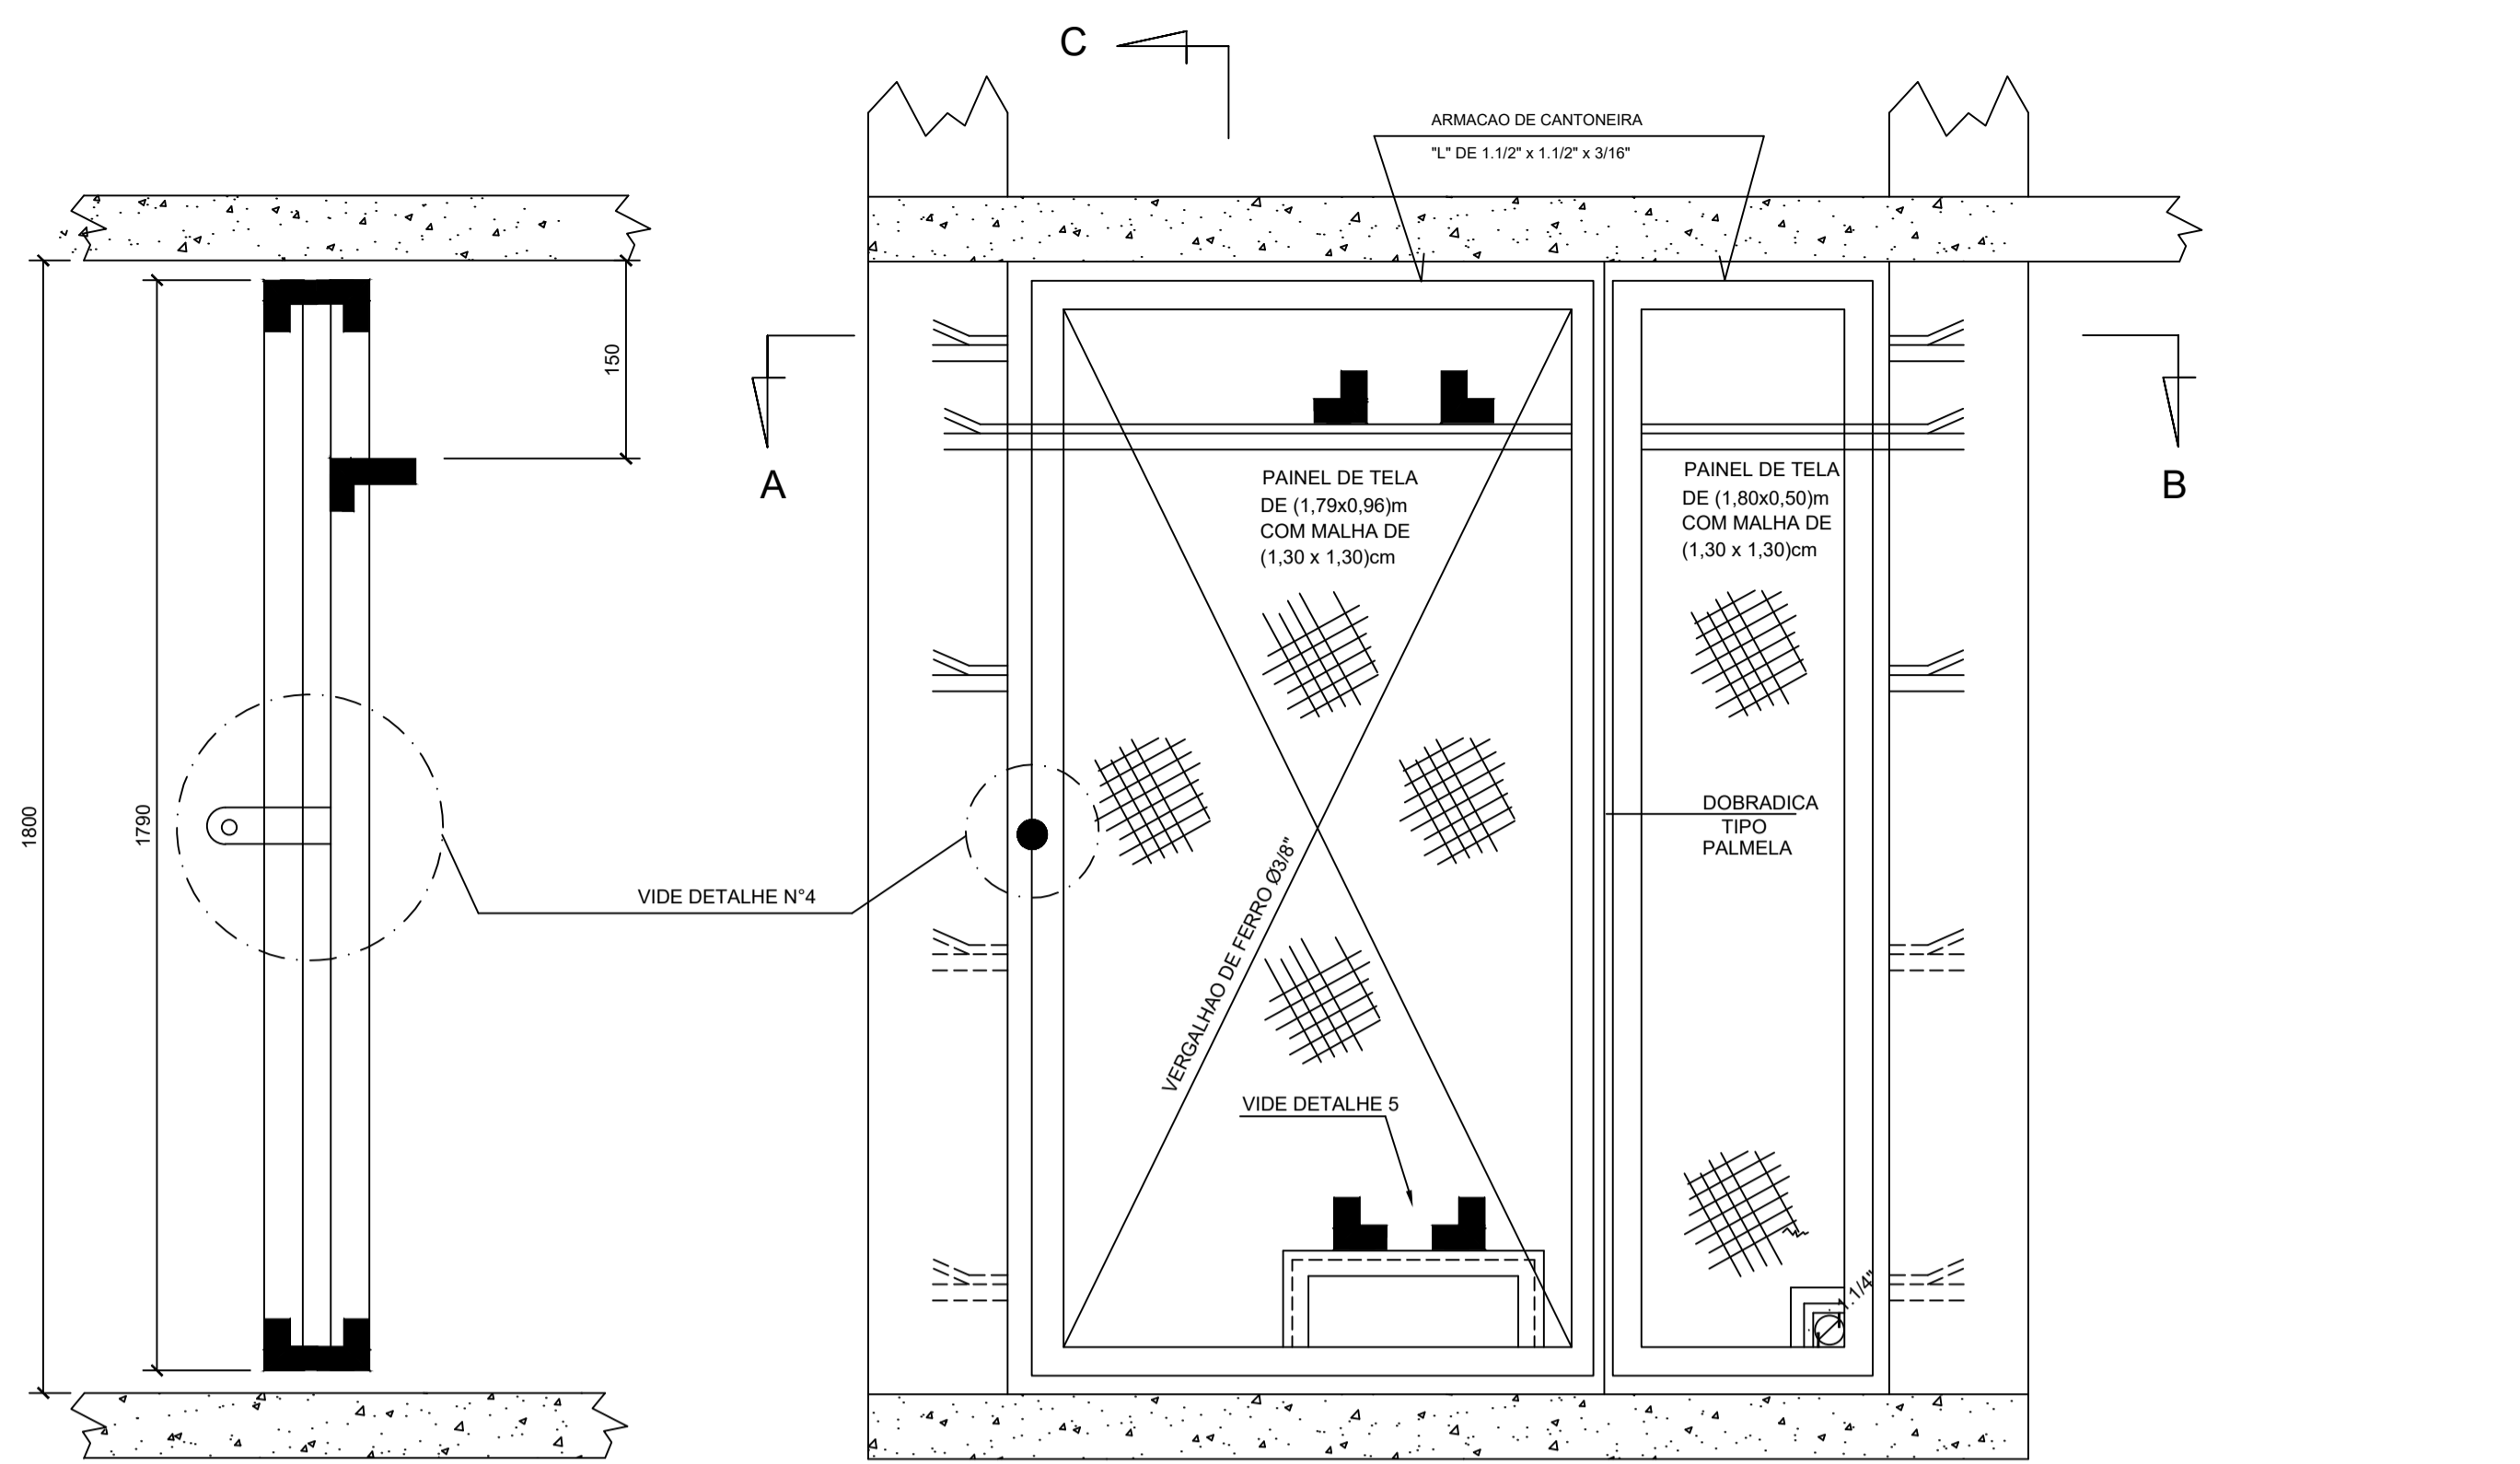 C
ARMACAO DE CANTONEIRA
"L" DE 1.1/2" x 1.1/2" x 3/16"
150
A
B
PAINEL DE TELA
DE (1,79x0,96)m
COM MALHA DE
(1,30 x 1,30)cm
PAINEL DE TELA
DE (1,80x0,50)m
COM MALHA DE
(1,30 x 1,30)cm
1800
1790
DOBRADICA
TIPO
PALMELA
VIDE DETALHE N°4
VERGALHAO DE FERRO Ø3/8"
VIDE DETALHE 5
1.1/4"